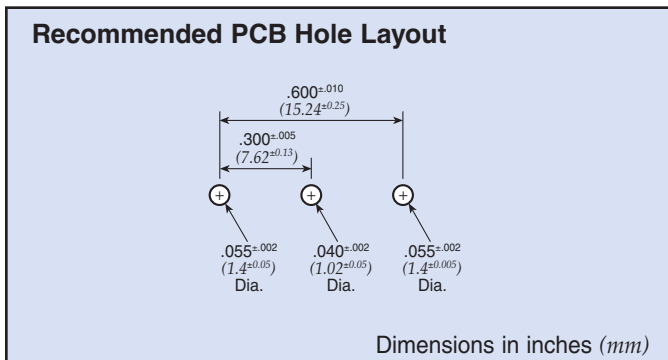 Recommended PCB Hole Layout
.600±.010
(15.24±0.25)
.300±.005
(7.62±0.13)
.055±.002
(1.4±0.05)
Dia.
.040±.002
(1.02±0.05)
Dia.
.055±.002
(1.4±0.005)
Dia.
Dimensions in inches (mm)